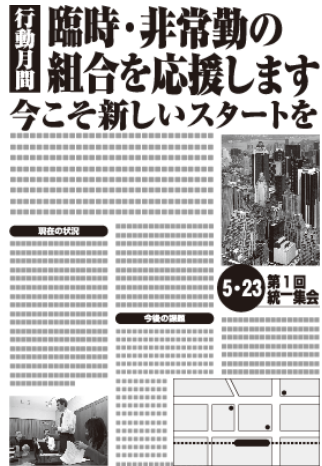 行動月間
臨時・非常勤の
組合を応援します
今こそ新しいスタートを
現在の状況
5・23
第1回
統一集会
今後の課題